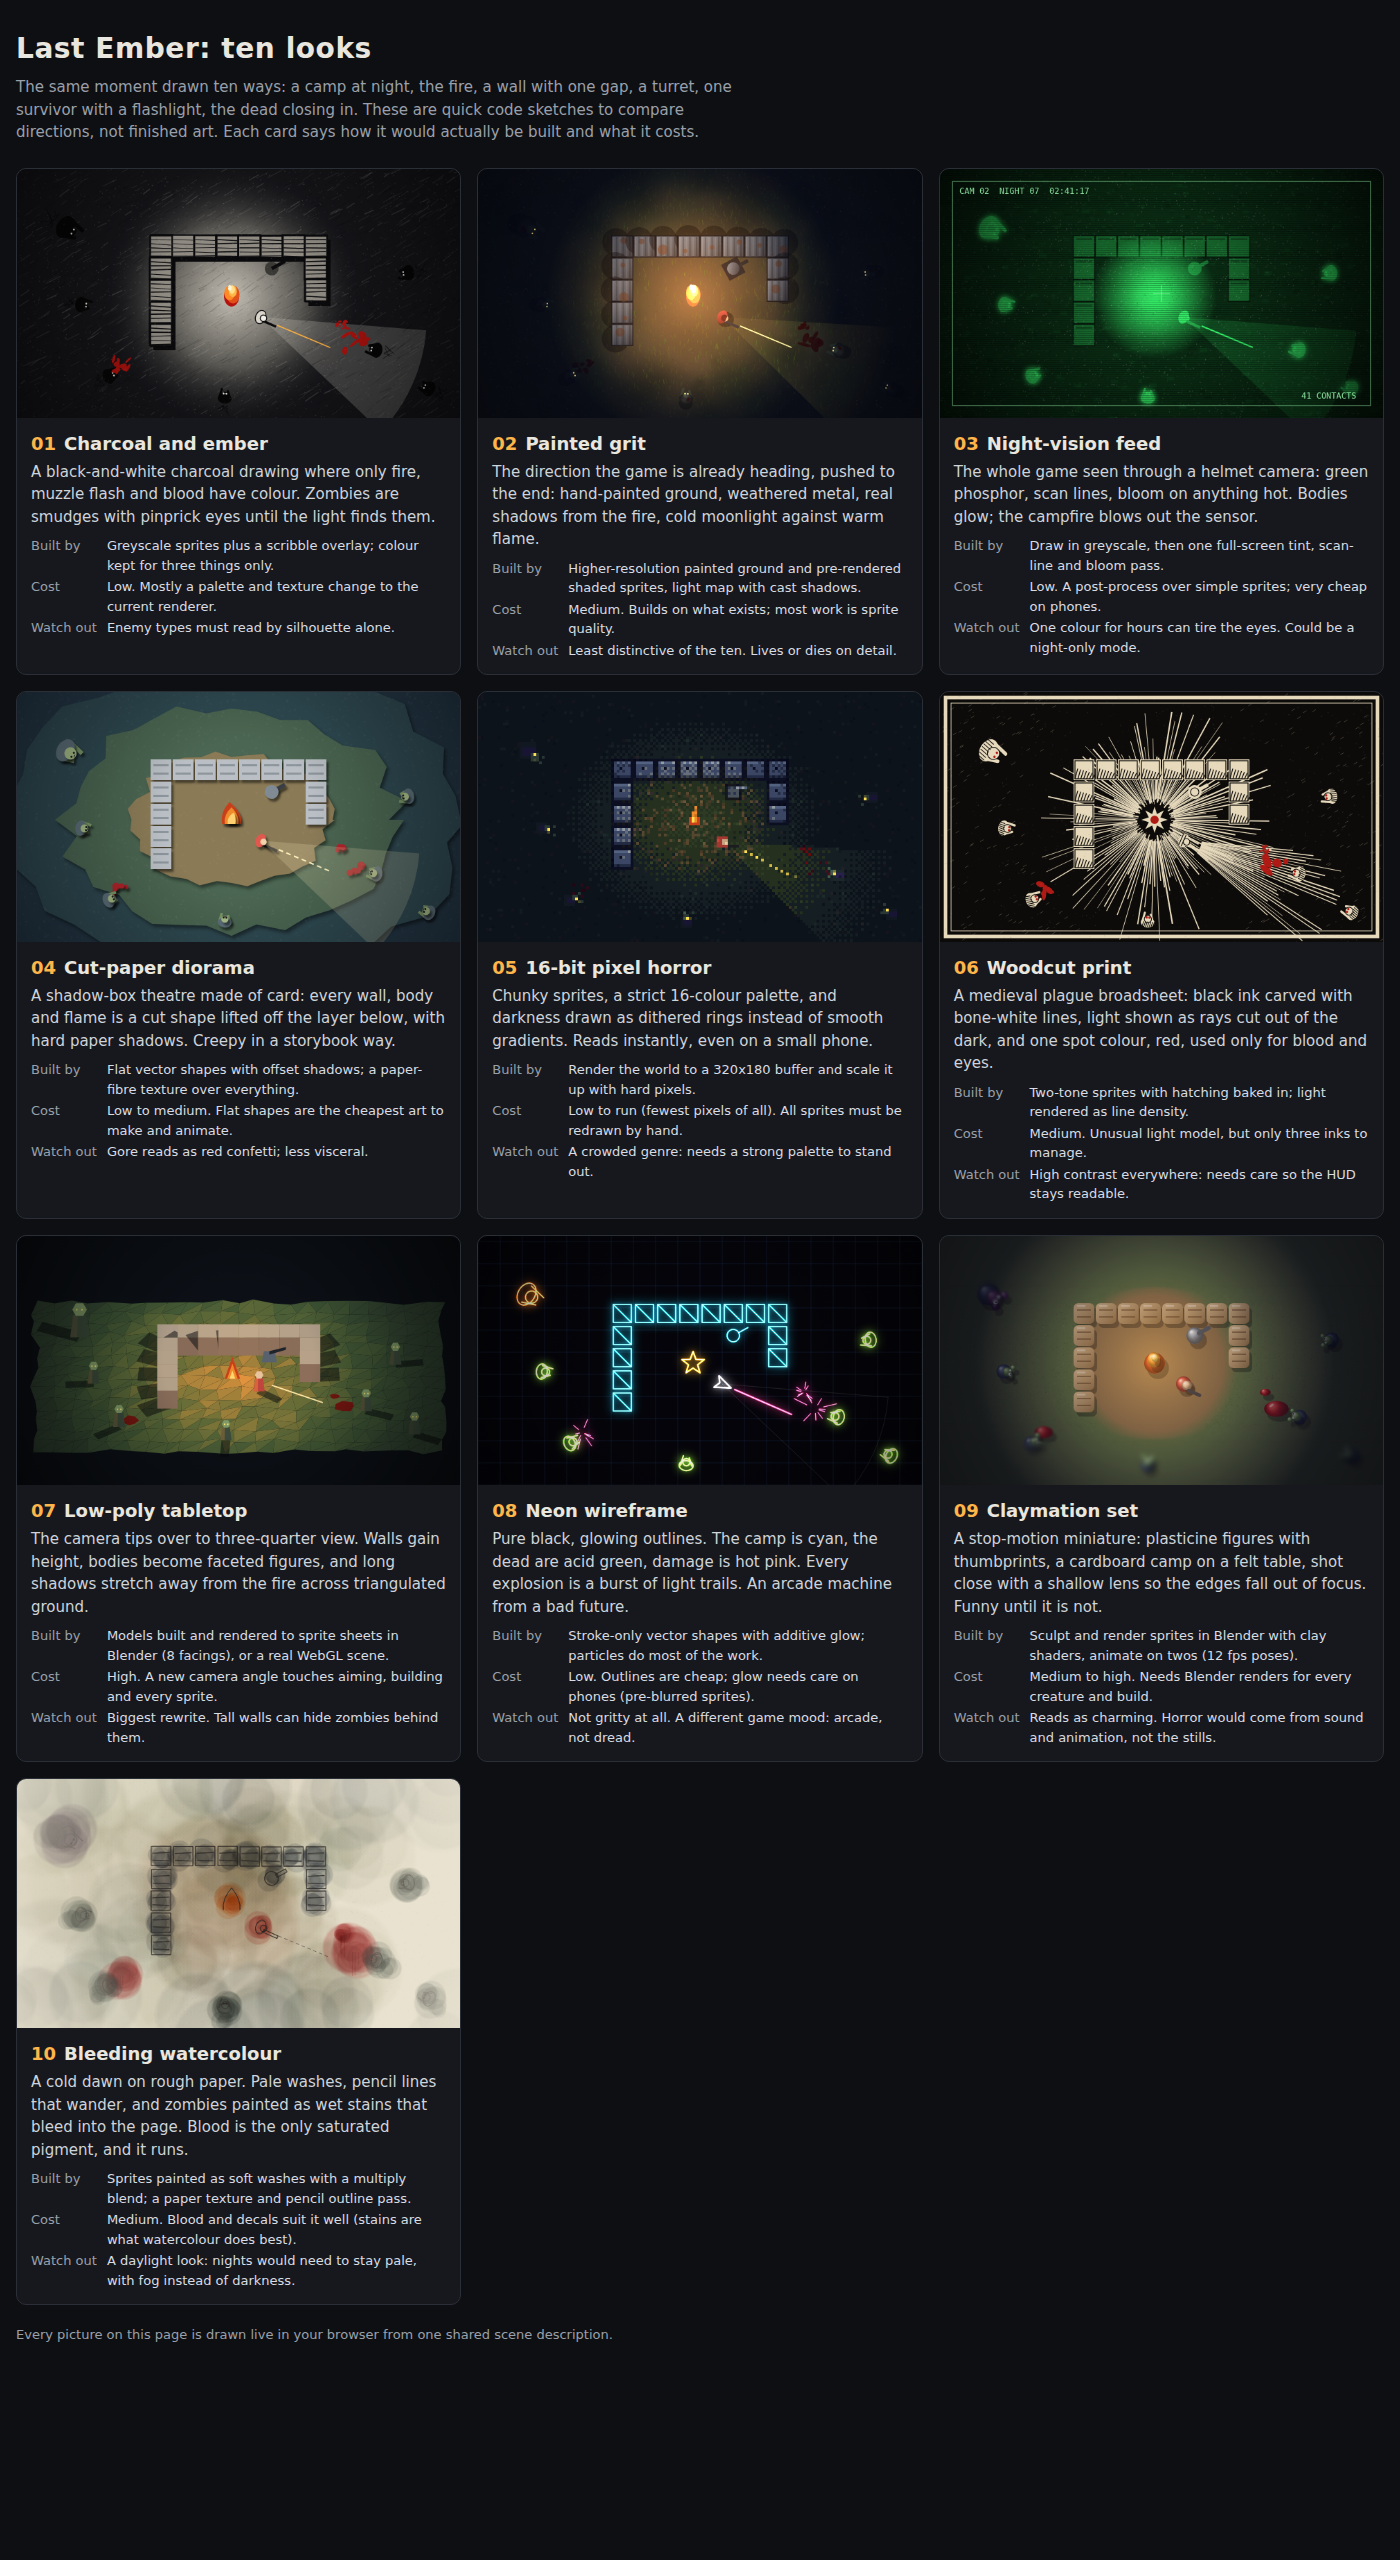 Last Ember: ten looks
The same moment drawn ten ways: a camp at night, the fire, a wall with one gap, a turret, one
survivor with a flashlight, the dead closing in. These are quick code sketches to compare
directions, not finished art. Each card says how it would actually be built and what it costs.
01 Charcoal and ember
A black-and-white charcoal drawing where only fire,
muzzle flash and blood have colour. Zombies are
smudges with pinprick eyes until the light finds them.
Built by Greyscale sprites plus a scribble overlay; colour
kept for three things only.
Cost Low. Mostly a palette and texture change to the
current renderer.
Watch out Enemy types must read by silhouette alone.
02 Painted grit
The direction the game is already heading, pushed to
the end: hand-painted ground, weathered metal, real
shadows from the fire, cold moonlight against warm
flame.
Built by Higher-resolution painted ground and pre-rendered
shaded sprites, light map with cast shadows.
Cost Medium. Builds on what exists; most work is sprite
quality.
Watch out Least distinctive of the ten. Lives or dies on detail.
CAM 02 NIGHT 07 02:41:17
41 CONTACTS
03 Night-vision feed
The whole game seen through a helmet camera: green
phosphor, scan lines, bloom on anything hot. Bodies
glow; the campfire blows out the sensor.
Built by Draw in greyscale, then one full-screen tint, scan-
line and bloom pass.
Cost Low. A post-process over simple sprites; very cheap
on phones.
Watch out One colour for hours can tire the eyes. Could be a
night-only mode.
04 Cut-paper diorama
A shadow-box theatre made of card: every wall, body
and flame is a cut shape lifted off the layer below, with
hard paper shadows. Creepy in a storybook way.
Built by Flat vector shapes with offset shadows; a paper-
fibre texture over everything.
Cost Low to medium. Flat shapes are the cheapest art to
make and animate.
Watch out Gore reads as red confetti; less visceral.
05 16-bit pixel horror
Chunky sprites, a strict 16-colour palette, and
darkness drawn as dithered rings instead of smooth
gradients. Reads instantly, even on a small phone.
Built by Render the world to a 320x180 buffer and scale it
up with hard pixels.
Cost Low to run (fewest pixels of all). All sprites must be
redrawn by hand.
Watch out A crowded genre: needs a strong palette to stand
out.
06 Woodcut print
A medieval plague broadsheet: black ink carved with
bone-white lines, light shown as rays cut out of the
dark, and one spot colour, red, used only for blood and
eyes.
Built by Two-tone sprites with hatching baked in; light
rendered as line density.
Cost Medium. Unusual light model, but only three inks to
manage.
Watch out High contrast everywhere: needs care so the HUD
stays readable.
07 Low-poly tabletop
The camera tips over to three-quarter view. Walls gain
height, bodies become faceted figures, and long
shadows stretch away from the fire across triangulated
ground.
Built by Models built and rendered to sprite sheets in
Blender (8 facings), or a real WebGL scene.
Cost High. A new camera angle touches aiming, building
and every sprite.
Watch out Biggest rewrite. Tall walls can hide zombies behind
them.
08 Neon wireframe
Pure black, glowing outlines. The camp is cyan, the
dead are acid green, damage is hot pink. Every
explosion is a burst of light trails. An arcade machine
from a bad future.
Built by Stroke-only vector shapes with additive glow;
particles do most of the work.
Cost Low. Outlines are cheap; glow needs care on
phones (pre-blurred sprites).
Watch out Not gritty at all. A different game mood: arcade,
not dread.
09 Claymation set
A stop-motion miniature: plasticine figures with
thumbprints, a cardboard camp on a felt table, shot
close with a shallow lens so the edges fall out of focus.
Funny until it is not.
Built by Sculpt and render sprites in Blender with clay
shaders, animate on twos (12 fps poses).
Cost Medium to high. Needs Blender renders for every
creature and build.
Watch out Reads as charming. Horror would come from sound
and animation, not the stills.
10 Bleeding watercolour
A cold dawn on rough paper. Pale washes, pencil lines
that wander, and zombies painted as wet stains that
bleed into the page. Blood is the only saturated
pigment, and it runs.
Built by Sprites painted as soft washes with a multiply
blend; a paper texture and pencil outline pass.
Cost Medium. Blood and decals suit it well (stains are
what watercolour does best).
Watch out A daylight look: nights would need to stay pale,
with fog instead of darkness.
Every picture on this page is drawn live in your browser from one shared scene description.